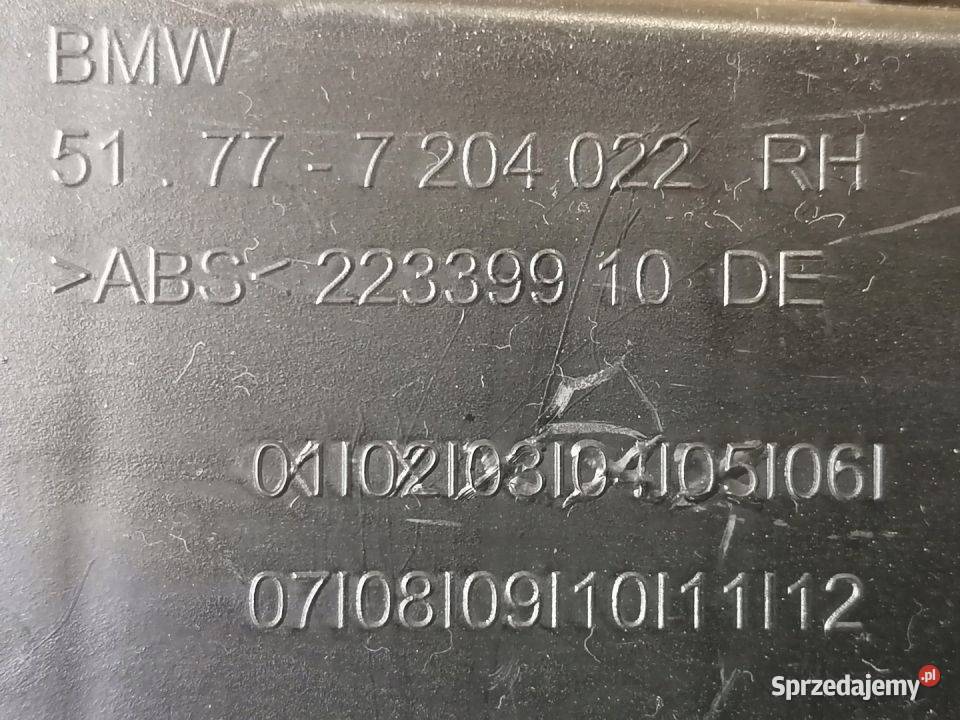 BMW
51 . 77 - 7 204 022 RH
>ABS< 223399 10 DE
01|02|03|04|05|06|
07|08|09|10|11|12
Sprzedajemy.pl